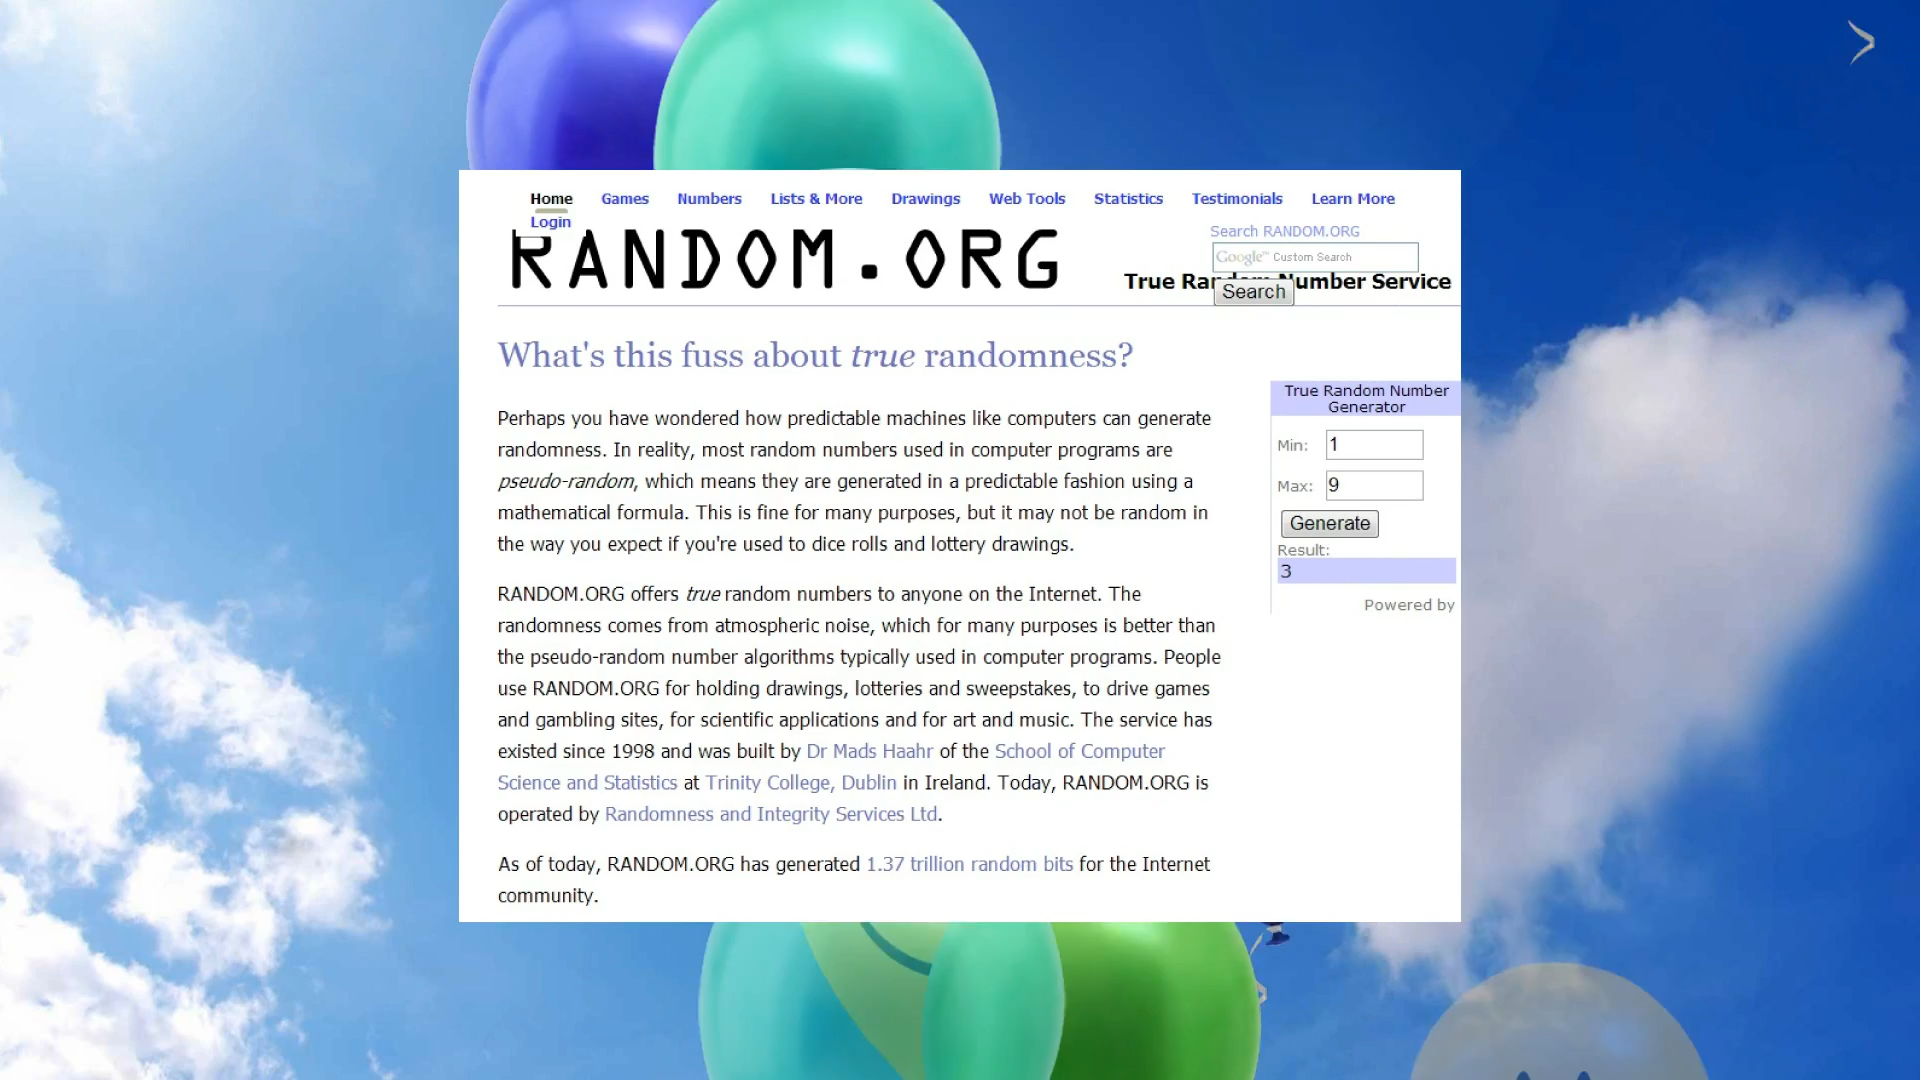 Home Games Numbers Lists & More Drawings Web Tools Statistics Testimonials Learn More
Login
RANDOM.ORG
Search RANDOM.ORG
Google™ Custom Search
Search
True Random Number Service
What's this fuss about true randomness?
Perhaps you have wondered how predictable machines like computers can generate
randomness. In reality, most random numbers used in computer programs are
pseudo-random, which means they are generated in a predictable fashion using a
mathematical formula. This is fine for many purposes, but it may not be random in
the way you expect if you're used to dice rolls and lottery drawings.
RANDOM.ORG offers true random numbers to anyone on the Internet. The
randomness comes from atmospheric noise, which for many purposes is better than
the pseudo-random number algorithms typically used in computer programs. People
use RANDOM.ORG for holding drawings, lotteries and sweepstakes, to drive games
and gambling sites, for scientific applications and for art and music. The service has
existed since 1998 and was built by Dr Mads Haahr of the School of Computer
Science and Statistics at Trinity College, Dublin in Ireland. Today, RANDOM.ORG is
operated by Randomness and Integrity Services Ltd.
As of today, RANDOM.ORG has generated 1.37 trillion random bits for the Internet
community.
True Random Number
Generator
Min: 1
Max: 9
Generate
Result:
3
Powered by